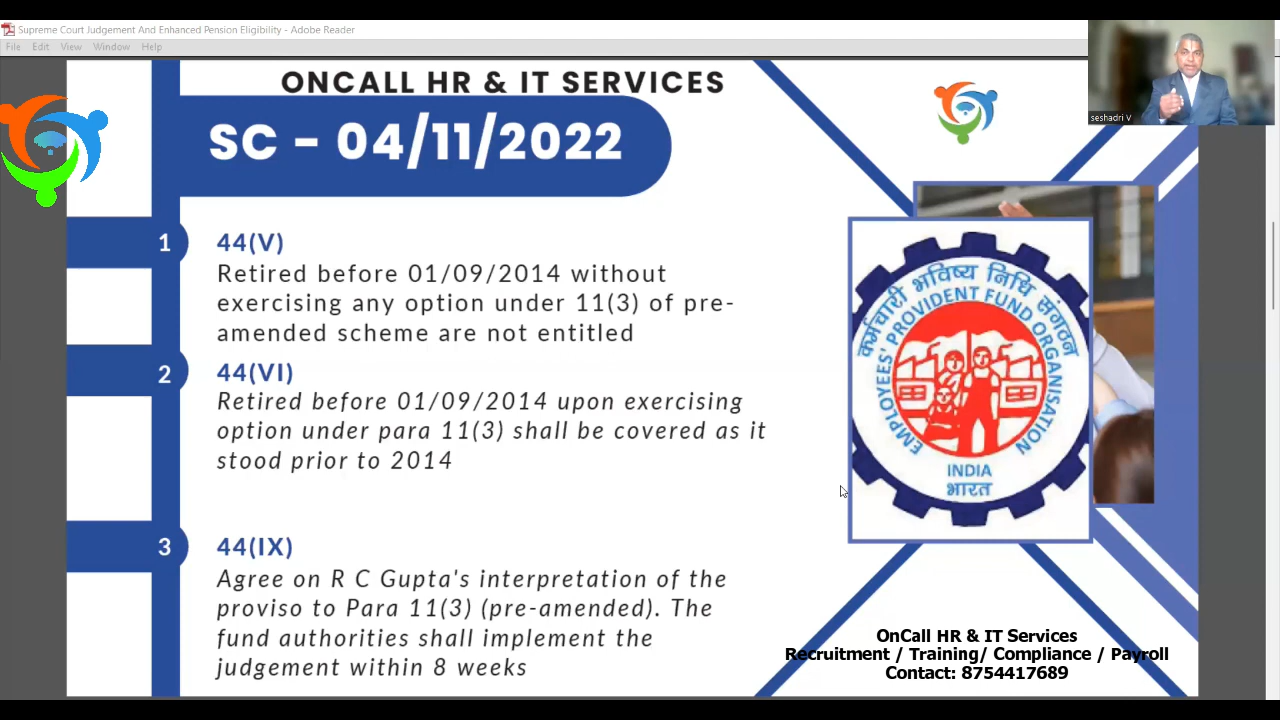 Supreme Court Judgement And Enhanced Pension Eligibility - Adobe Reader
File Edit View Window Help
seshadri V
ONCALL HR & IT SERVICES
SC - 04/11/2022
1
44(V)
Retired before 01/09/2014 without
exercising any option under 11(3) of pre-
amended scheme are not entitled
2
44(VI)
Retired before 01/09/2014 upon exercising
option under para 11(3) shall be covered as it
stood prior to 2014
3
44(IX)
Agree on R C Gupta's interpretation of the
proviso to Para 11(3) (pre-amended). The
fund authorities shall implement the
judgement within 8 weeks
कर्मचारी भविष्य निधि संगठन
EMPLOYEES' PROVIDENT FUND ORGANISATION
INDIA
भारत
OnCall HR & IT Services
Recruitment / Training/ Compliance / Payroll
Contact: 8754417689